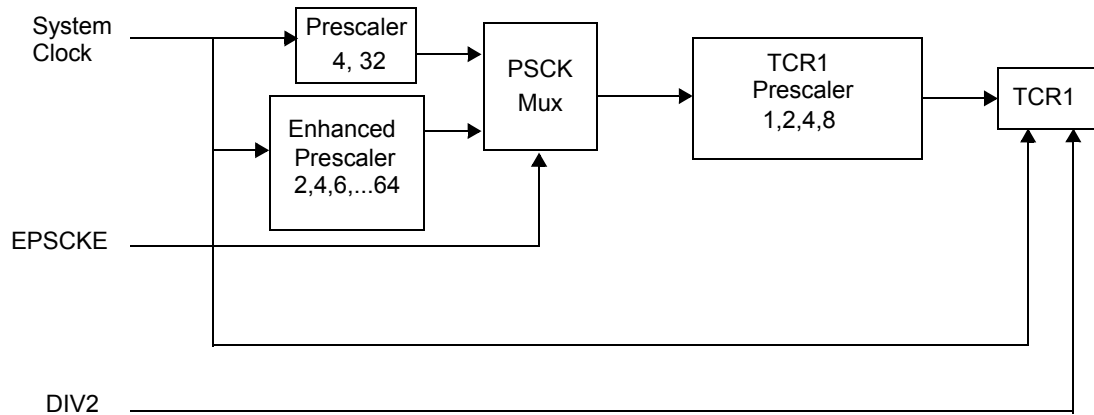 System
Clock
Prescaler
4, 32
PSCK
Mux
TCR1
Prescaler
1,2,4,8
TCR1
Enhanced
Prescaler
2,4,6,...64
EPSCKE
DIV2